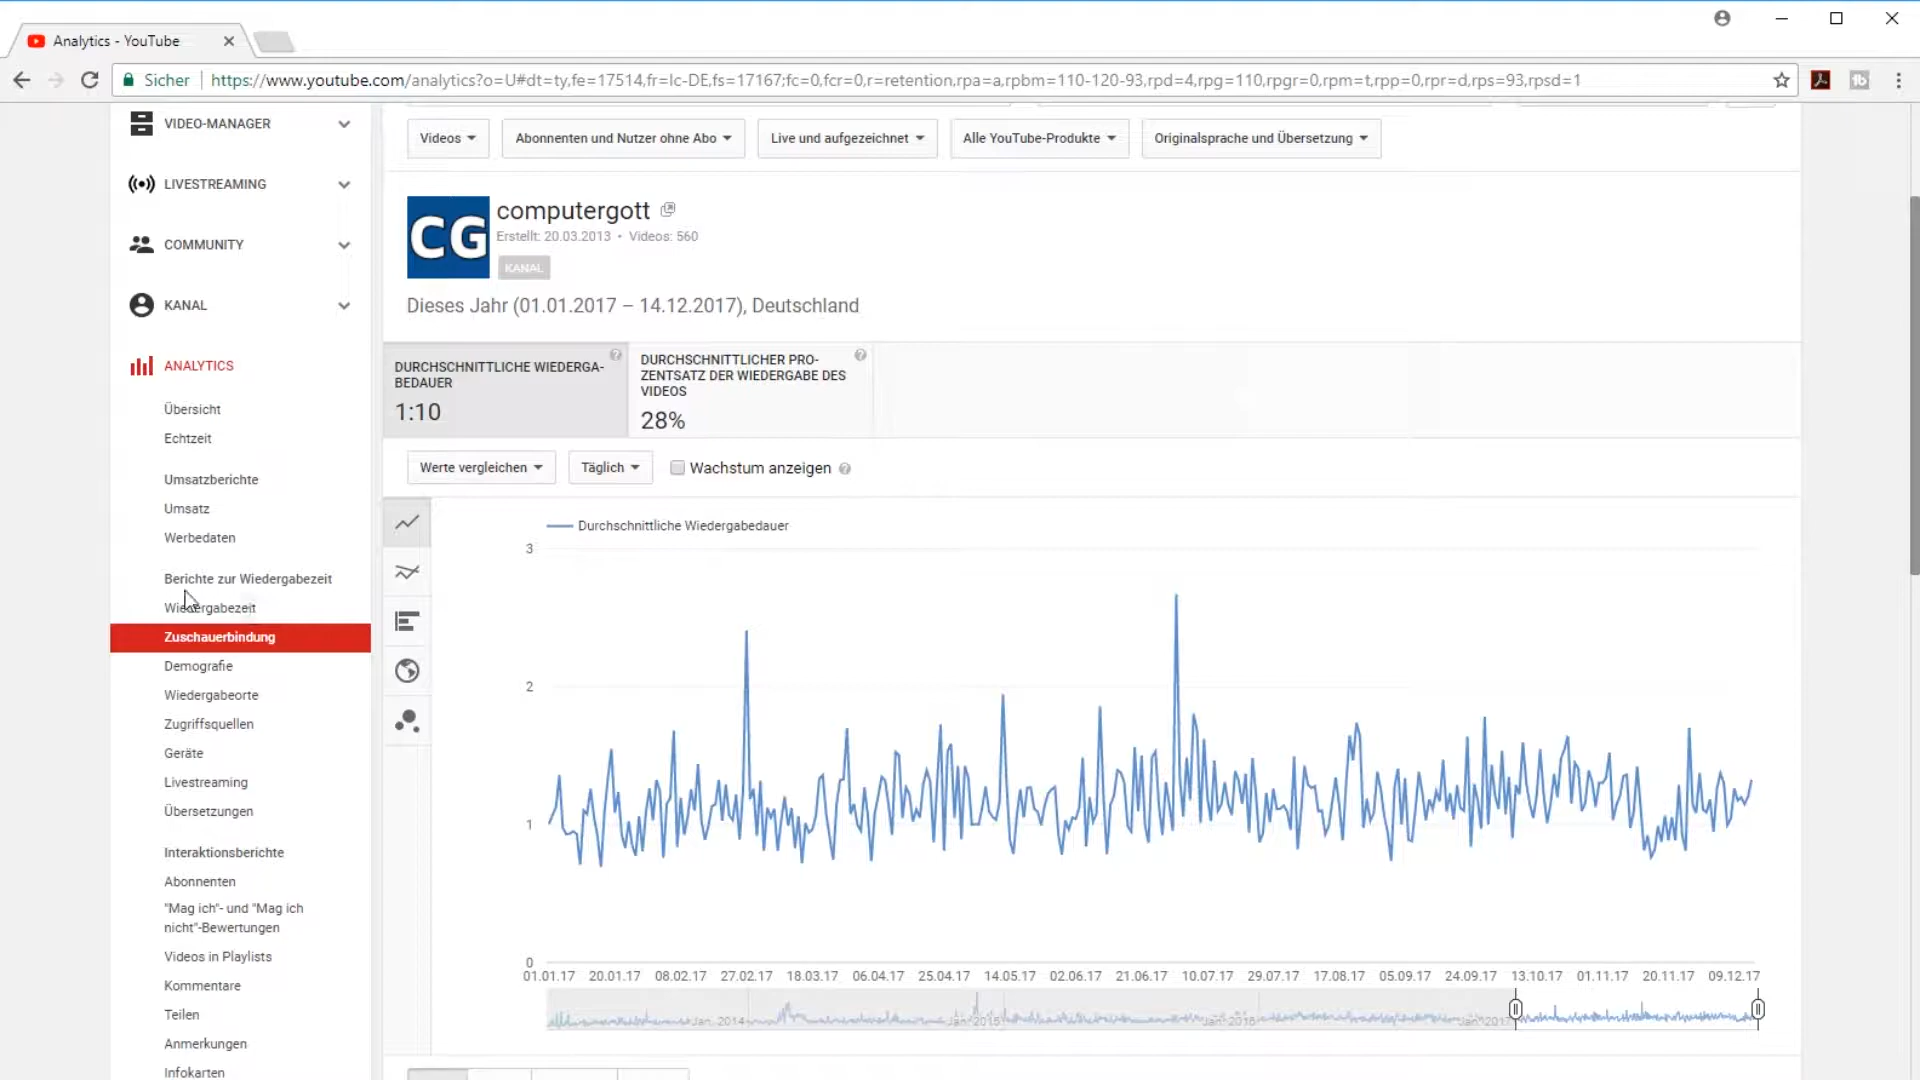 Analytics - YouTube
Sicher https://www.youtube.com/analytics?o=U#dt=ty,fe=17514,fr=lc-DE,fs=17167;fc=0,fcr=0,r=retention,rpa=a,rpbm=110-120-93,rpd=4,rpg=110,rpgr=0,rpm=t,rpp=0,rpr=d,rps=93,rpsd=1
VIDEO-MANAGER
LIVESTREAMING
COMMUNITY
KANAL
ANALYTICS
Übersicht
Echtzeit
Umsatzberichte
Umsatz
Werbedaten
Berichte zur Wiedergabezeit
Wiedergabezeit
Zuschauerbindung
Demografie
Wiedergabeorte
Zugriffsquellen
Geräte
Livestreaming
Übersetzungen
Interaktionsberichte
Abonnenten
"Mag ich"- und "Mag ich
nicht"-Bewertungen
Videos in Playlists
Kommentare
Teilen
Anmerkungen
Infokarten
Videos Abonnenten und Nutzer ohne Abo Live und aufgezeichnet Alle YouTube-Produkte Originalsprache und Übersetzung
CG
computergott
Erstellt: 20.03.2013 • Videos: 560
KANAL
Dieses Jahr (01.01.2017 – 14.12.2017), Deutschland
DURCHSCHNITTLICHE WIEDERGA-
BEDAUER
1:10
DURCHSCHNITTLICHER PRO-
ZENTSATZ DER WIEDERGABE DES
VIDEOS
28%
Werte vergleichen Täglich Wachstum anzeigen
Durchschnittliche Wiedergabedauer
3
2
1
0
01.01.17 20.01.17 08.02.17 27.02.17 18.03.17 06.04.17 25.04.17 14.05.17 02.06.17 21.06.17 10.07.17 29.07.17 17.08.17 05.09.17 24.09.17 13.10.17 01.11.17 20.11.17 09.12.17
Jan. 2014 Jan. 2015 Jan. 2016 Jan. 2017